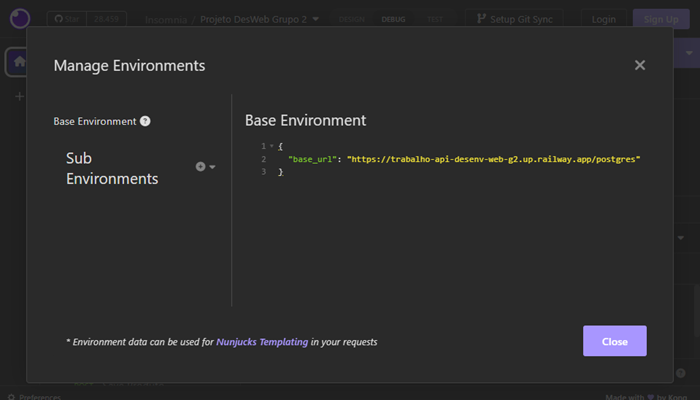 Star 23,459
Insomnia / Projeto DesWeb Grupo 2
DESIGN DEBUG TEST
Setup Git Sync
Login
Sign Up
Manage Environments
Base Environment
Sub
Environments
Base Environment
1 {
2 "base_url": "https://trabalho-api-desenv-web-g2.up.railway.app/postgres"
3 }
* Environment data can be used for Nunjucks Templating in your requests
Close
Preferences
Made with by Kong